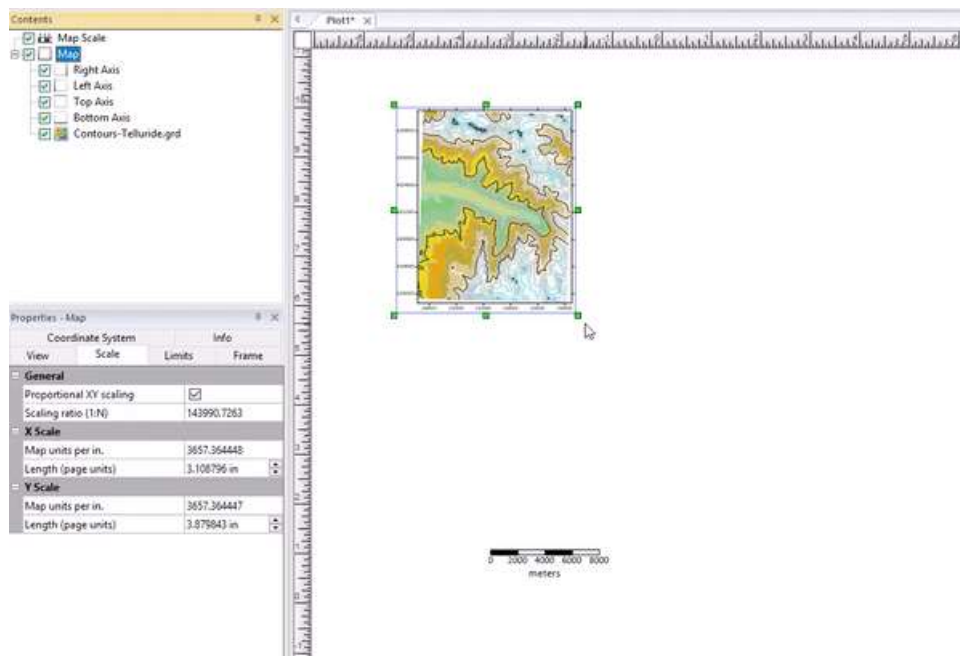 Contents
Plot1*
Map Scale
Map
Right Axis
Left Axis
Top Axis
Bottom Axis
Contours-Telluride.grd
Properties - Map
Coordinate System Info
View Scale Limits Frame
General
Proportional XY scaling
Scaling ratio (1:N) 143990.7263
X Scale
Map units per in. 3657.364448
Length (page units) 3.108796 in
Y Scale
Map units per in. 3657.364447
Length (page units) 3.879843 in
0 2000 4000 6000 8000
meters